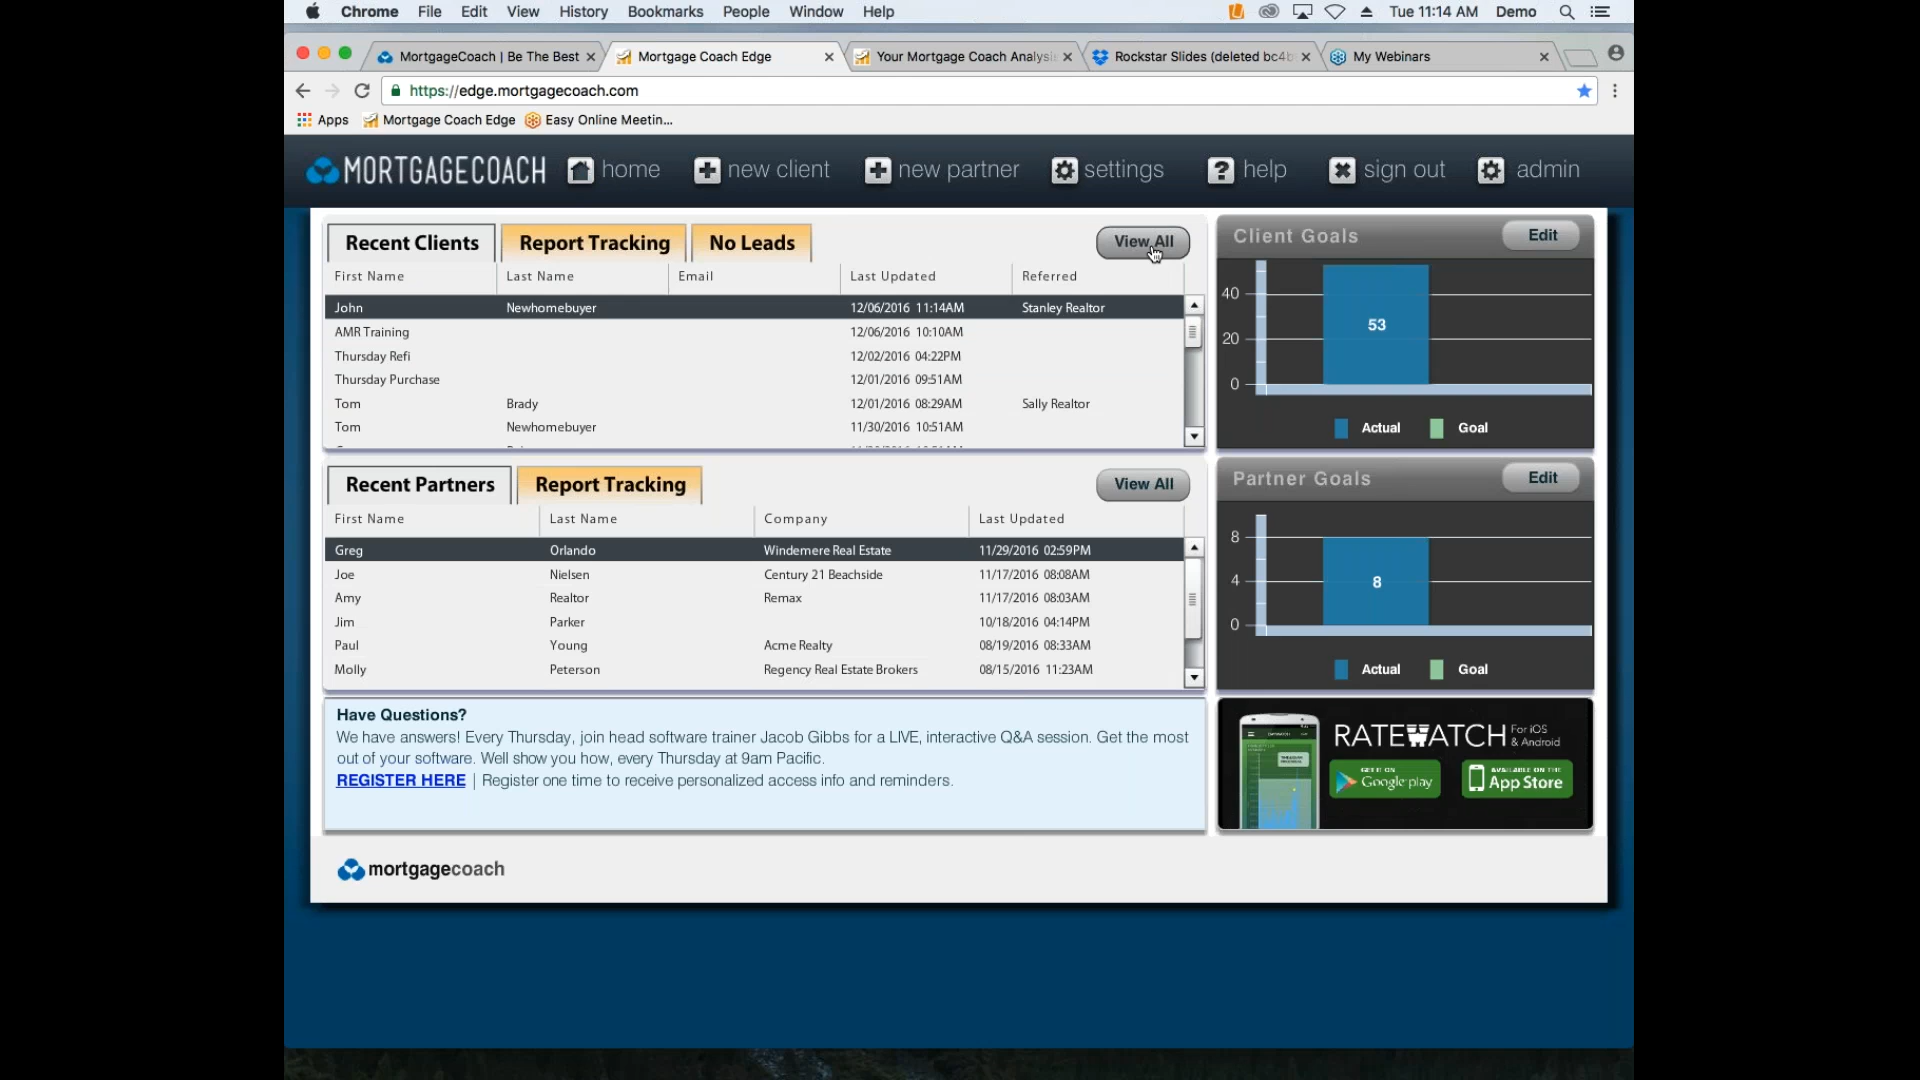 Chrome File Edit View History Bookmarks People Window Help Tue 11:14 AM Demo
MortgageCoach | Be The Best Mortgage Coach Edge Your Mortgage Coach Analysis Rockstar Slides (deleted bc4b My Webinars
https://edge.mortgagecoach.com
Apps Mortgage Coach Edge Easy Online Meetin...
MORTGAGECOACH home new client new partner settings help sign out admin
Recent Clients Report Tracking No Leads View All
First Name Last Name Email Last Updated Referred
John Newhomebuyer 12/06/2016 11:14AM Stanley Realtor
AMR Training 12/06/2016 10:10AM
Thursday Refi 12/02/2016 04:22PM
Thursday Purchase 12/01/2016 09:51AM
Tom Brady 12/01/2016 08:29AM Sally Realtor
Tom Newhomebuyer 11/30/2016 10:51AM
Client Goals Edit
40
53
20
0
Actual Goal
Recent Partners Report Tracking View All
First Name Last Name Company Last Updated
Greg Orlando Windemere Real Estate 11/29/2016 02:59PM
Joe Nielsen Century 21 Beachside 11/17/2016 08:08AM
Amy Realtor Remax 11/17/2016 08:03AM
Jim Parker 10/18/2016 04:14PM
Paul Young Acme Realty 08/19/2016 08:33AM
Molly Peterson Regency Real Estate Brokers 08/15/2016 11:23AM
Partner Goals Edit
8
4
8
0
Actual Goal
Have Questions?
We have answers! Every Thursday, join head software trainer Jacob Gibbs for a LIVE, interactive Q&A session. Get the most
out of your software. Well show you how, every Thursday at 9am Pacific.
REGISTER HERE | Register one time to receive personalized access info and reminders.
RATEWATCH For iOS
& Android
GET IT ON
Google play
AVAILABLE ON THE
App Store
mortgagecoach